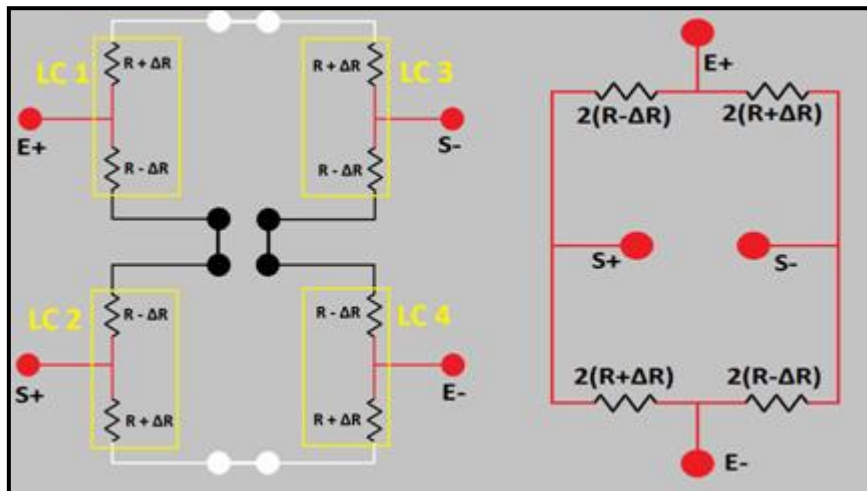 LC 1
R + ΔR
E+
R - ΔR
R + ΔR
LC 3
S-
R - ΔR
LC 2
R - ΔR
S+
R + ΔR
R - ΔR
LC 4
E-
R + ΔR
E+
2(R-ΔR)
2(R+ΔR)
S+
S-
2(R+ΔR)
2(R-ΔR)
E-